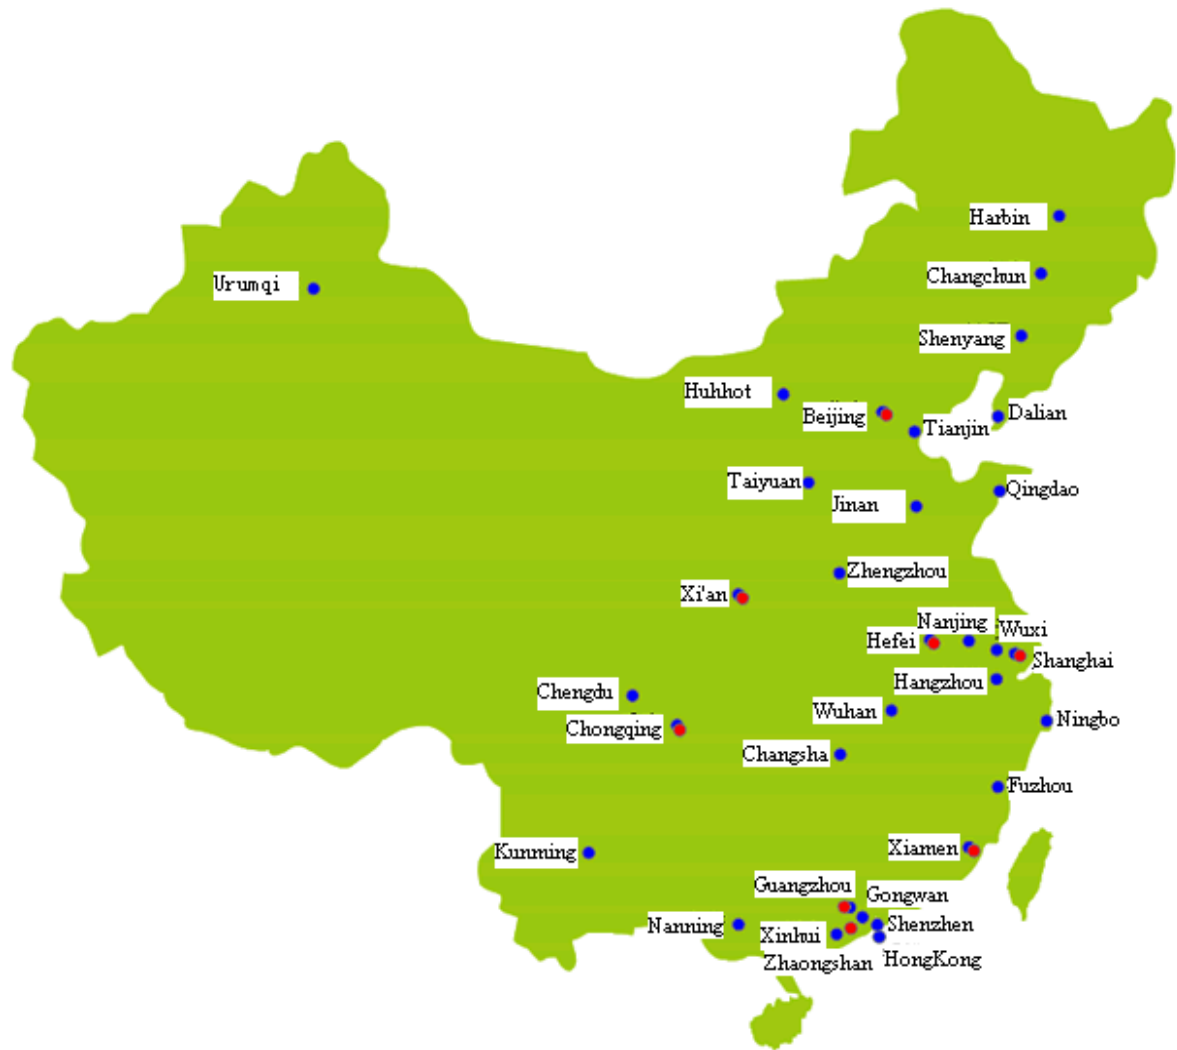 Harbin
Changchun
Urumqi
Shenyang
Huhhot
Beijing
Dalian
Tianjin
Taiyuan
Qingdao
Jinan
Zhengzhou
Xi'an
Nanjing
Wuxi
Hefei
Shanghai
Hangzhou
Chengdu
Wuhan
Ningbo
Chongqing
Changsha
Fuzhou
Xiamen
Kunming
Guangzhou
Gongwan
Nanning
Shenzhen
Xinhui
HongKong
Zhaongshan